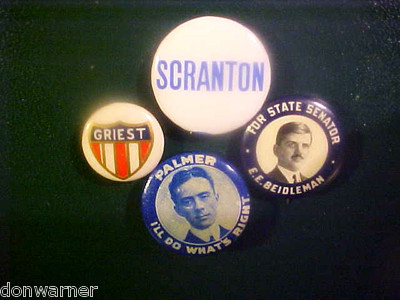 SCRANTON
GRIEST
FOR STATE SENATOR
E.E. BEIDLEMAN
PALMER
I'LL DO WHAT'S RIGHT
donwarner